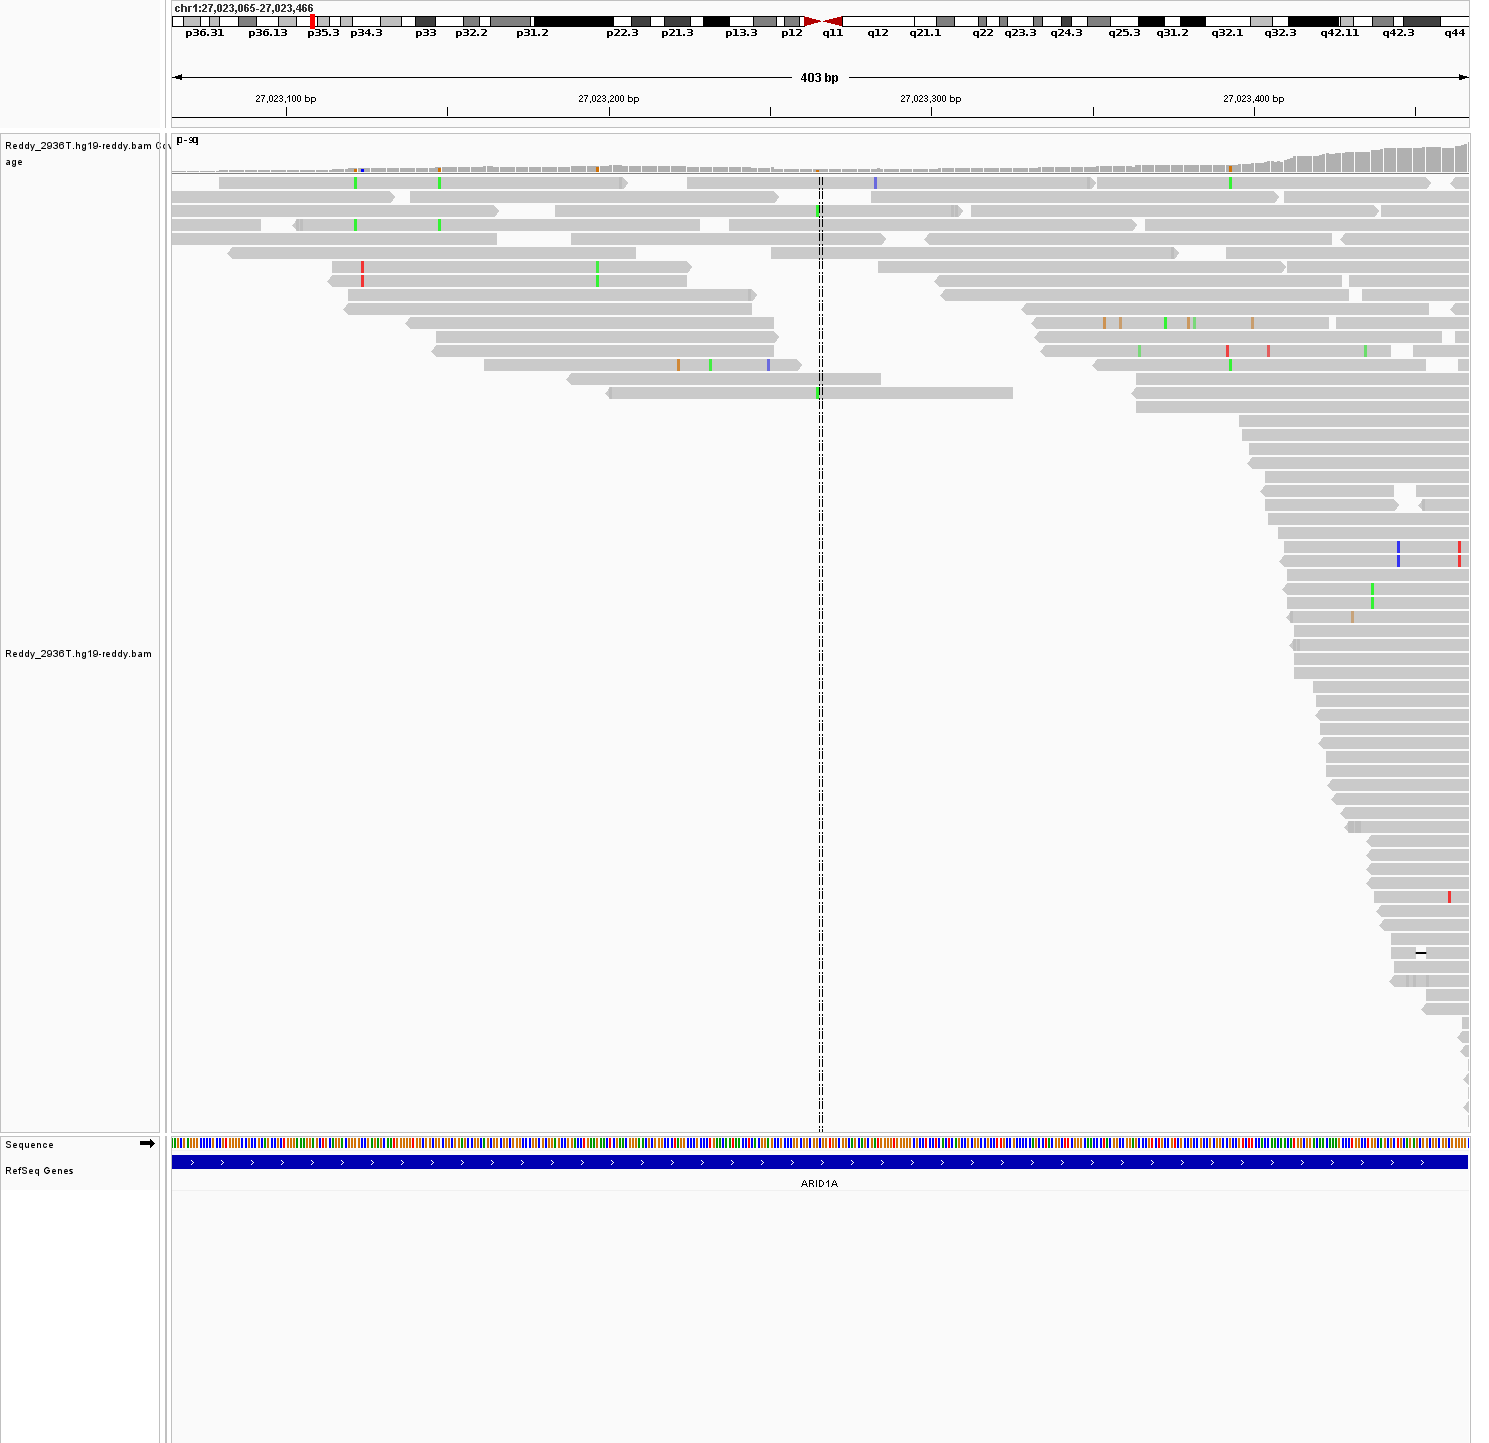 chr1:27,023,065-27,023,466
p36.31 p36.13 p35.3 p34.3 p33 p32.2 p31.2 p22.3 p21.3 p13.3 p12 q11 q12 q21.1 q22 q23.3 q24.3 q25.3 q31.2 q32.1 q32.3 q42.11 q42.3 q44
403 bp
27,023,100 bp 27,023,200 bp 27,023,300 bp 27,023,400 bp
Reddy_2936T.hg19-reddy.bam Cov
age
Reddy_2936T.hg19-reddy.bam
Sequence
RefSeq Genes
ARID1A